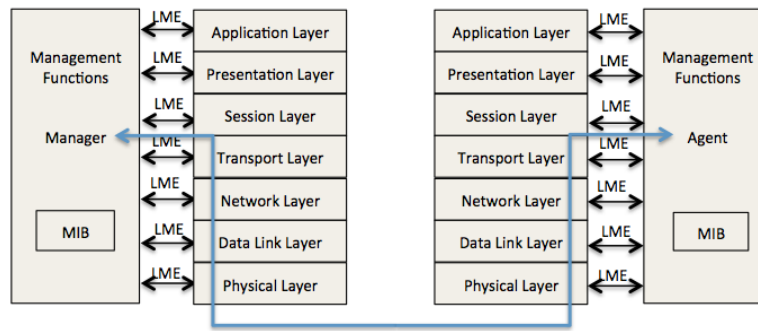 LME
Application Layer
Application Layer
LME
Management
Functions
LME
Presentation Layer
Presentation Layer
LME
Management
Functions
LME
Session Layer
Session Layer
LME
Manager
LME
Transport Layer
Transport Layer
LME
Agent
LME
Network Layer
Network Layer
LME
MIB
LME
Data Link Layer
Data Link Layer
LME
MIB
LME
Physical Layer
Physical Layer
LME